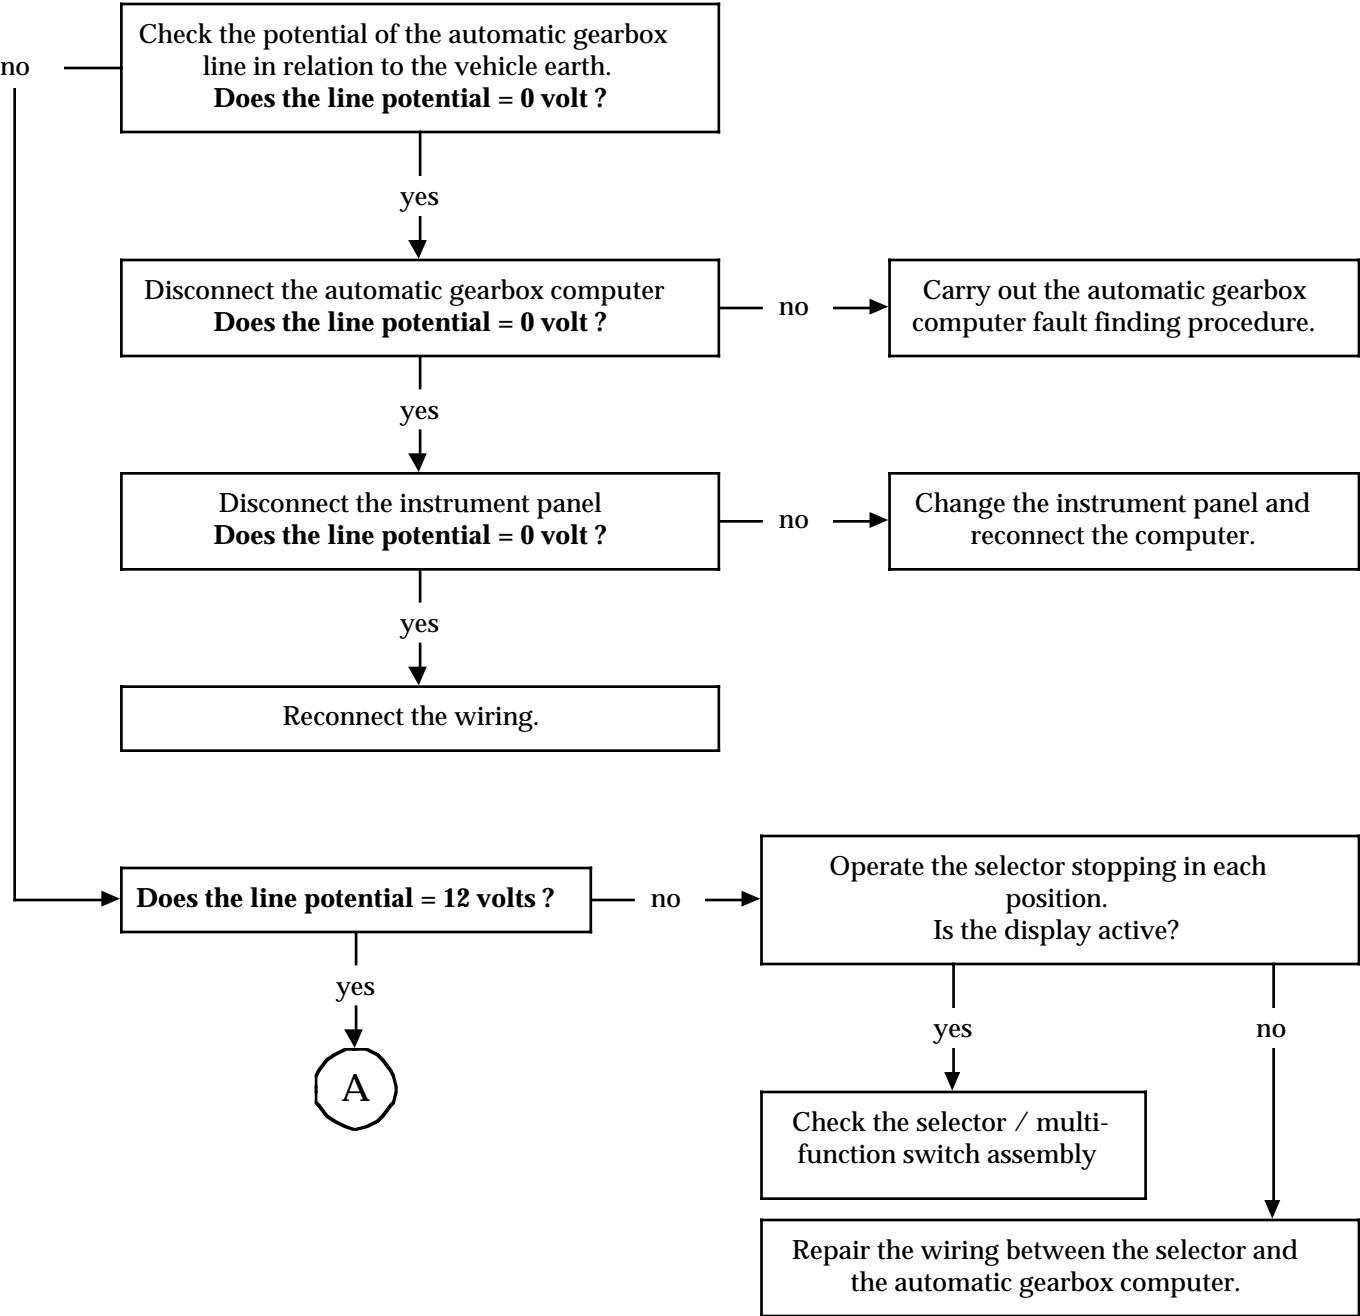 Check the potential of the automatic gearbox
line in relation to the vehicle earth.
Does the line potential = 0 volt ?
no
yes
Disconnect the automatic gearbox computer
Does the line potential = 0 volt ?
no
Carry out the automatic gearbox
computer fault finding procedure.
yes
Disconnect the instrument panel
Does the line potential = 0 volt ?
no
Change the instrument panel and
reconnect the computer.
yes
Reconnect the wiring.
Does the line potential = 12 volts ?
no
Operate the selector stopping in each
position.
Is the display active?
yes
A
yes
no
Check the selector / multi-
function switch assembly
Repair the wiring between the selector and
the automatic gearbox computer.